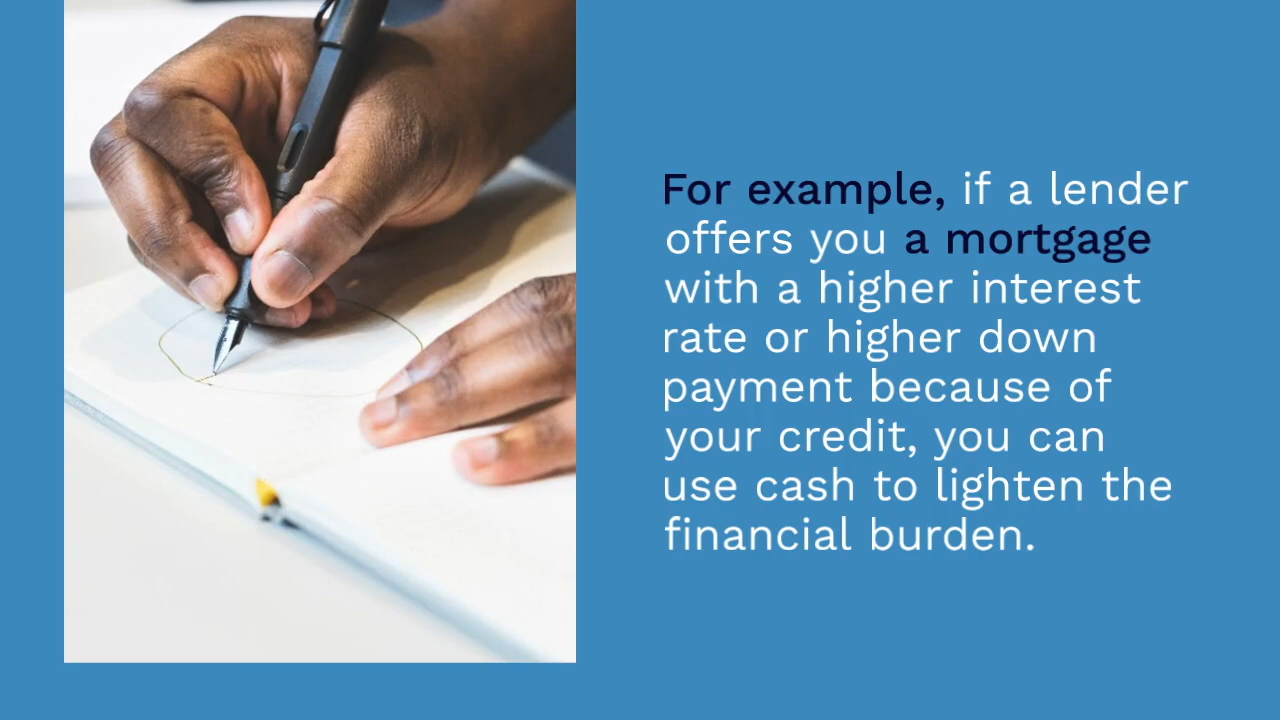 For example, if a lender
offers you a mortgage
with a higher interest
rate or higher down
payment because of
your credit, you can
use cash to lighten the
financial burden.